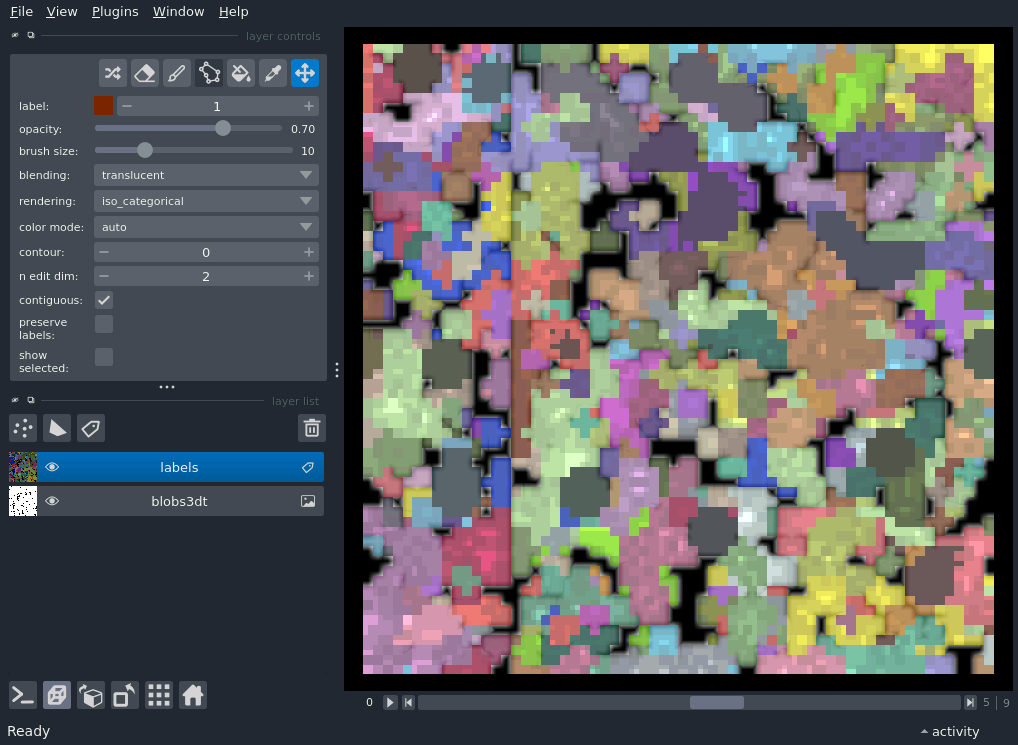 File View Plugins Window Help
layer controls
label: 1
opacity: 0.70
brush size: 10
blending: translucent
rendering: iso_categorical
color mode: auto
contour: 0
n edit dim: 2
contiguous:
preserve
labels:
show
selected:
layer list
labels
blobs3dt
0 5 9
Ready activity